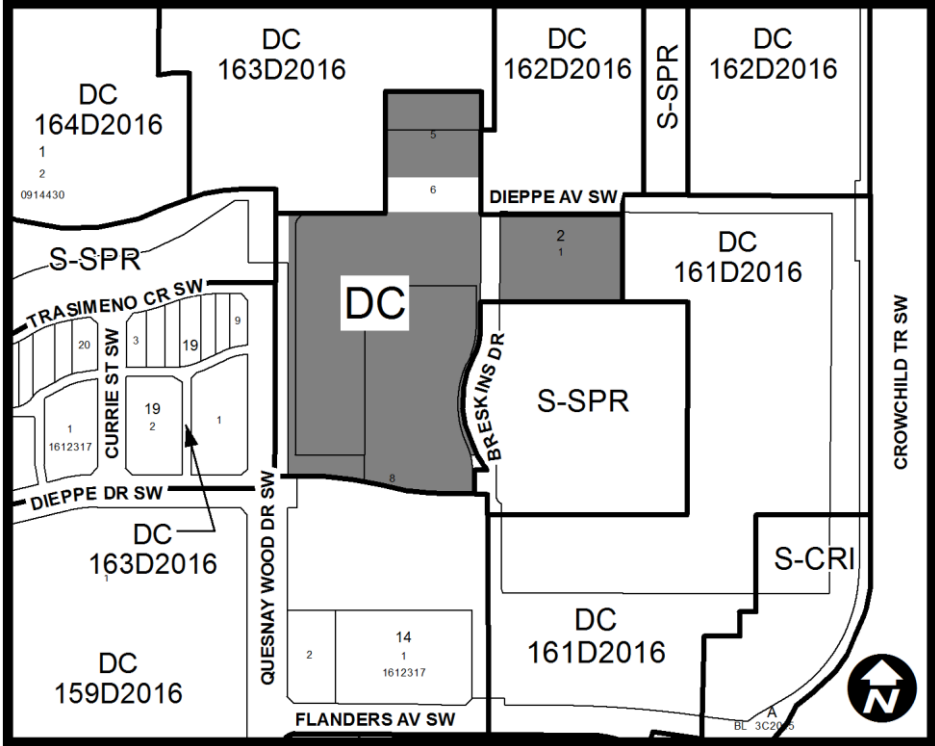 DC
163D2016
DC
162D2016
S-SPR
DC
162D2016
DC
164D2016
1
2
0914430
5
6
DIEPPE AV SW
2
1
DC
161D2016
S-SPR
TRASIMENO CR SW
DC
20
3
19
9
CURRIE ST SW
BRESKINS DR
S-SPR
CROWCHILD TR SW
1
1612317
19
2
1
8
DIEPPE DR SW
QUESNAY WOOD DR SW
DC
163D2016
1
S-CRI
DC
161D2016
DC
159D2016
2
14
1
1612317
FLANDERS AV SW
A
N